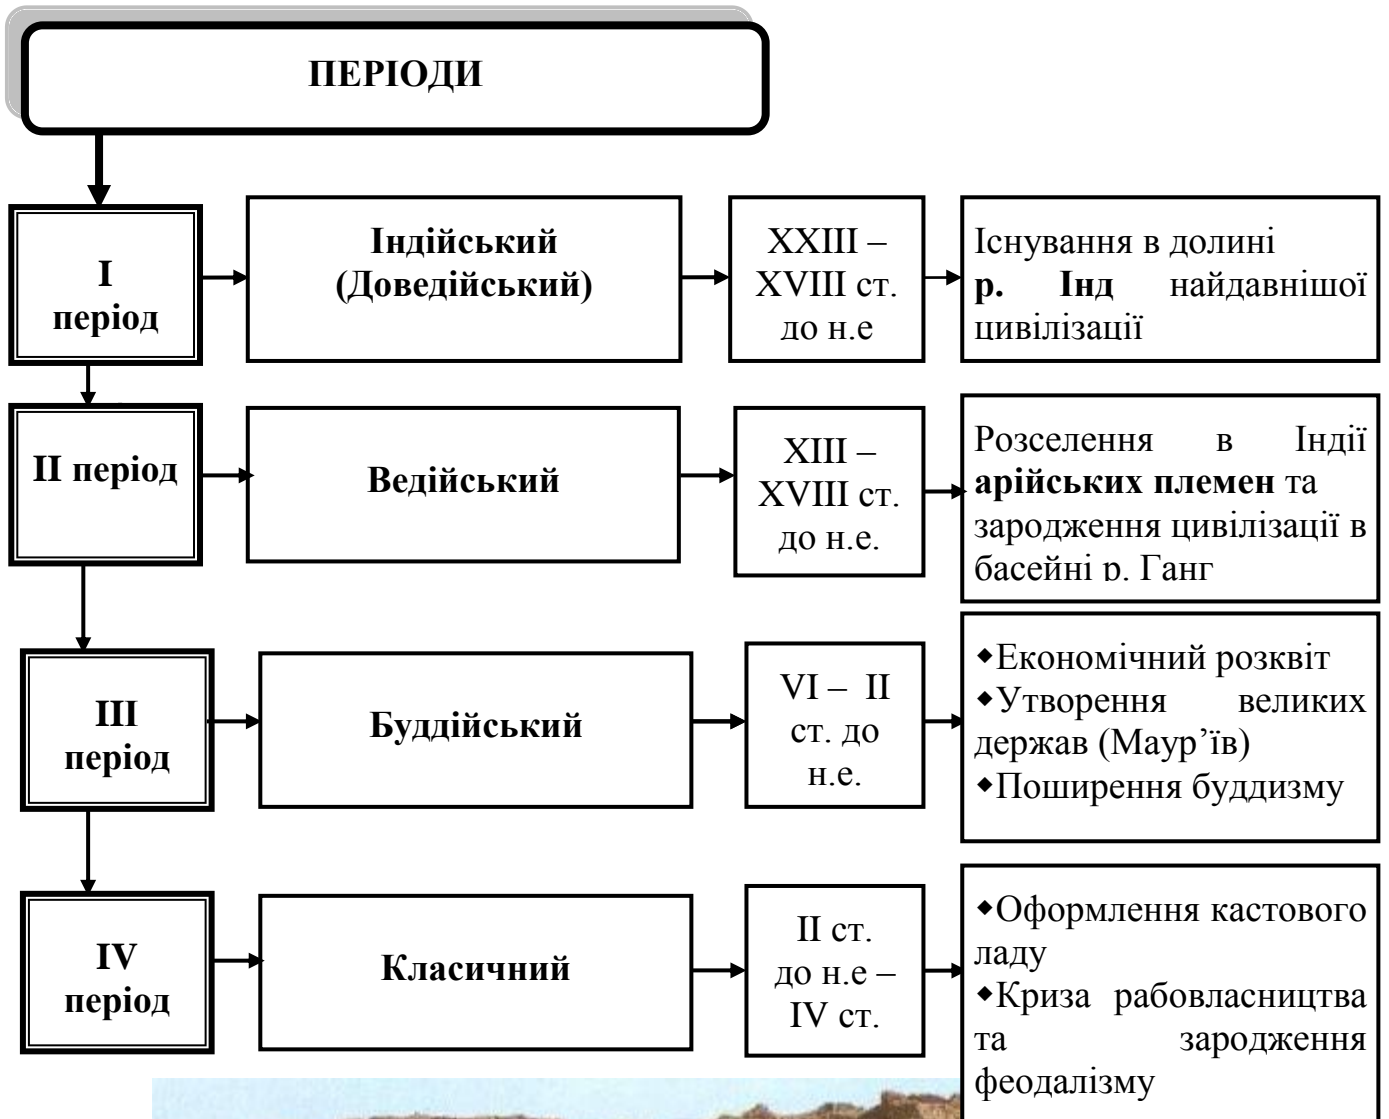 ПЕРІОДИ
І
період
Індійський
(Доведійський)
XXIII –
XVIII ст.
до н.е
Існування в долині
р. Інд найдавнішої
цивілізації
ІІ період
Ведійський
XIII –
XVIII ст.
до н.е.
Розселення в Індії
арійських племен та
зародження цивілізації в
басейні р. Ганг
ІІІ
період
Буддійський
VI – II
ст. до
н.е.
◆Економічний розквіт
◆Утворення великих
держав (Маур’їв)
◆Поширення буддизму
IV
період
Класичний
II ст.
до н.е –
IV ст.
◆Оформлення кастового
ладу
◆Криза рабовласництва
та зародження
феодалізму